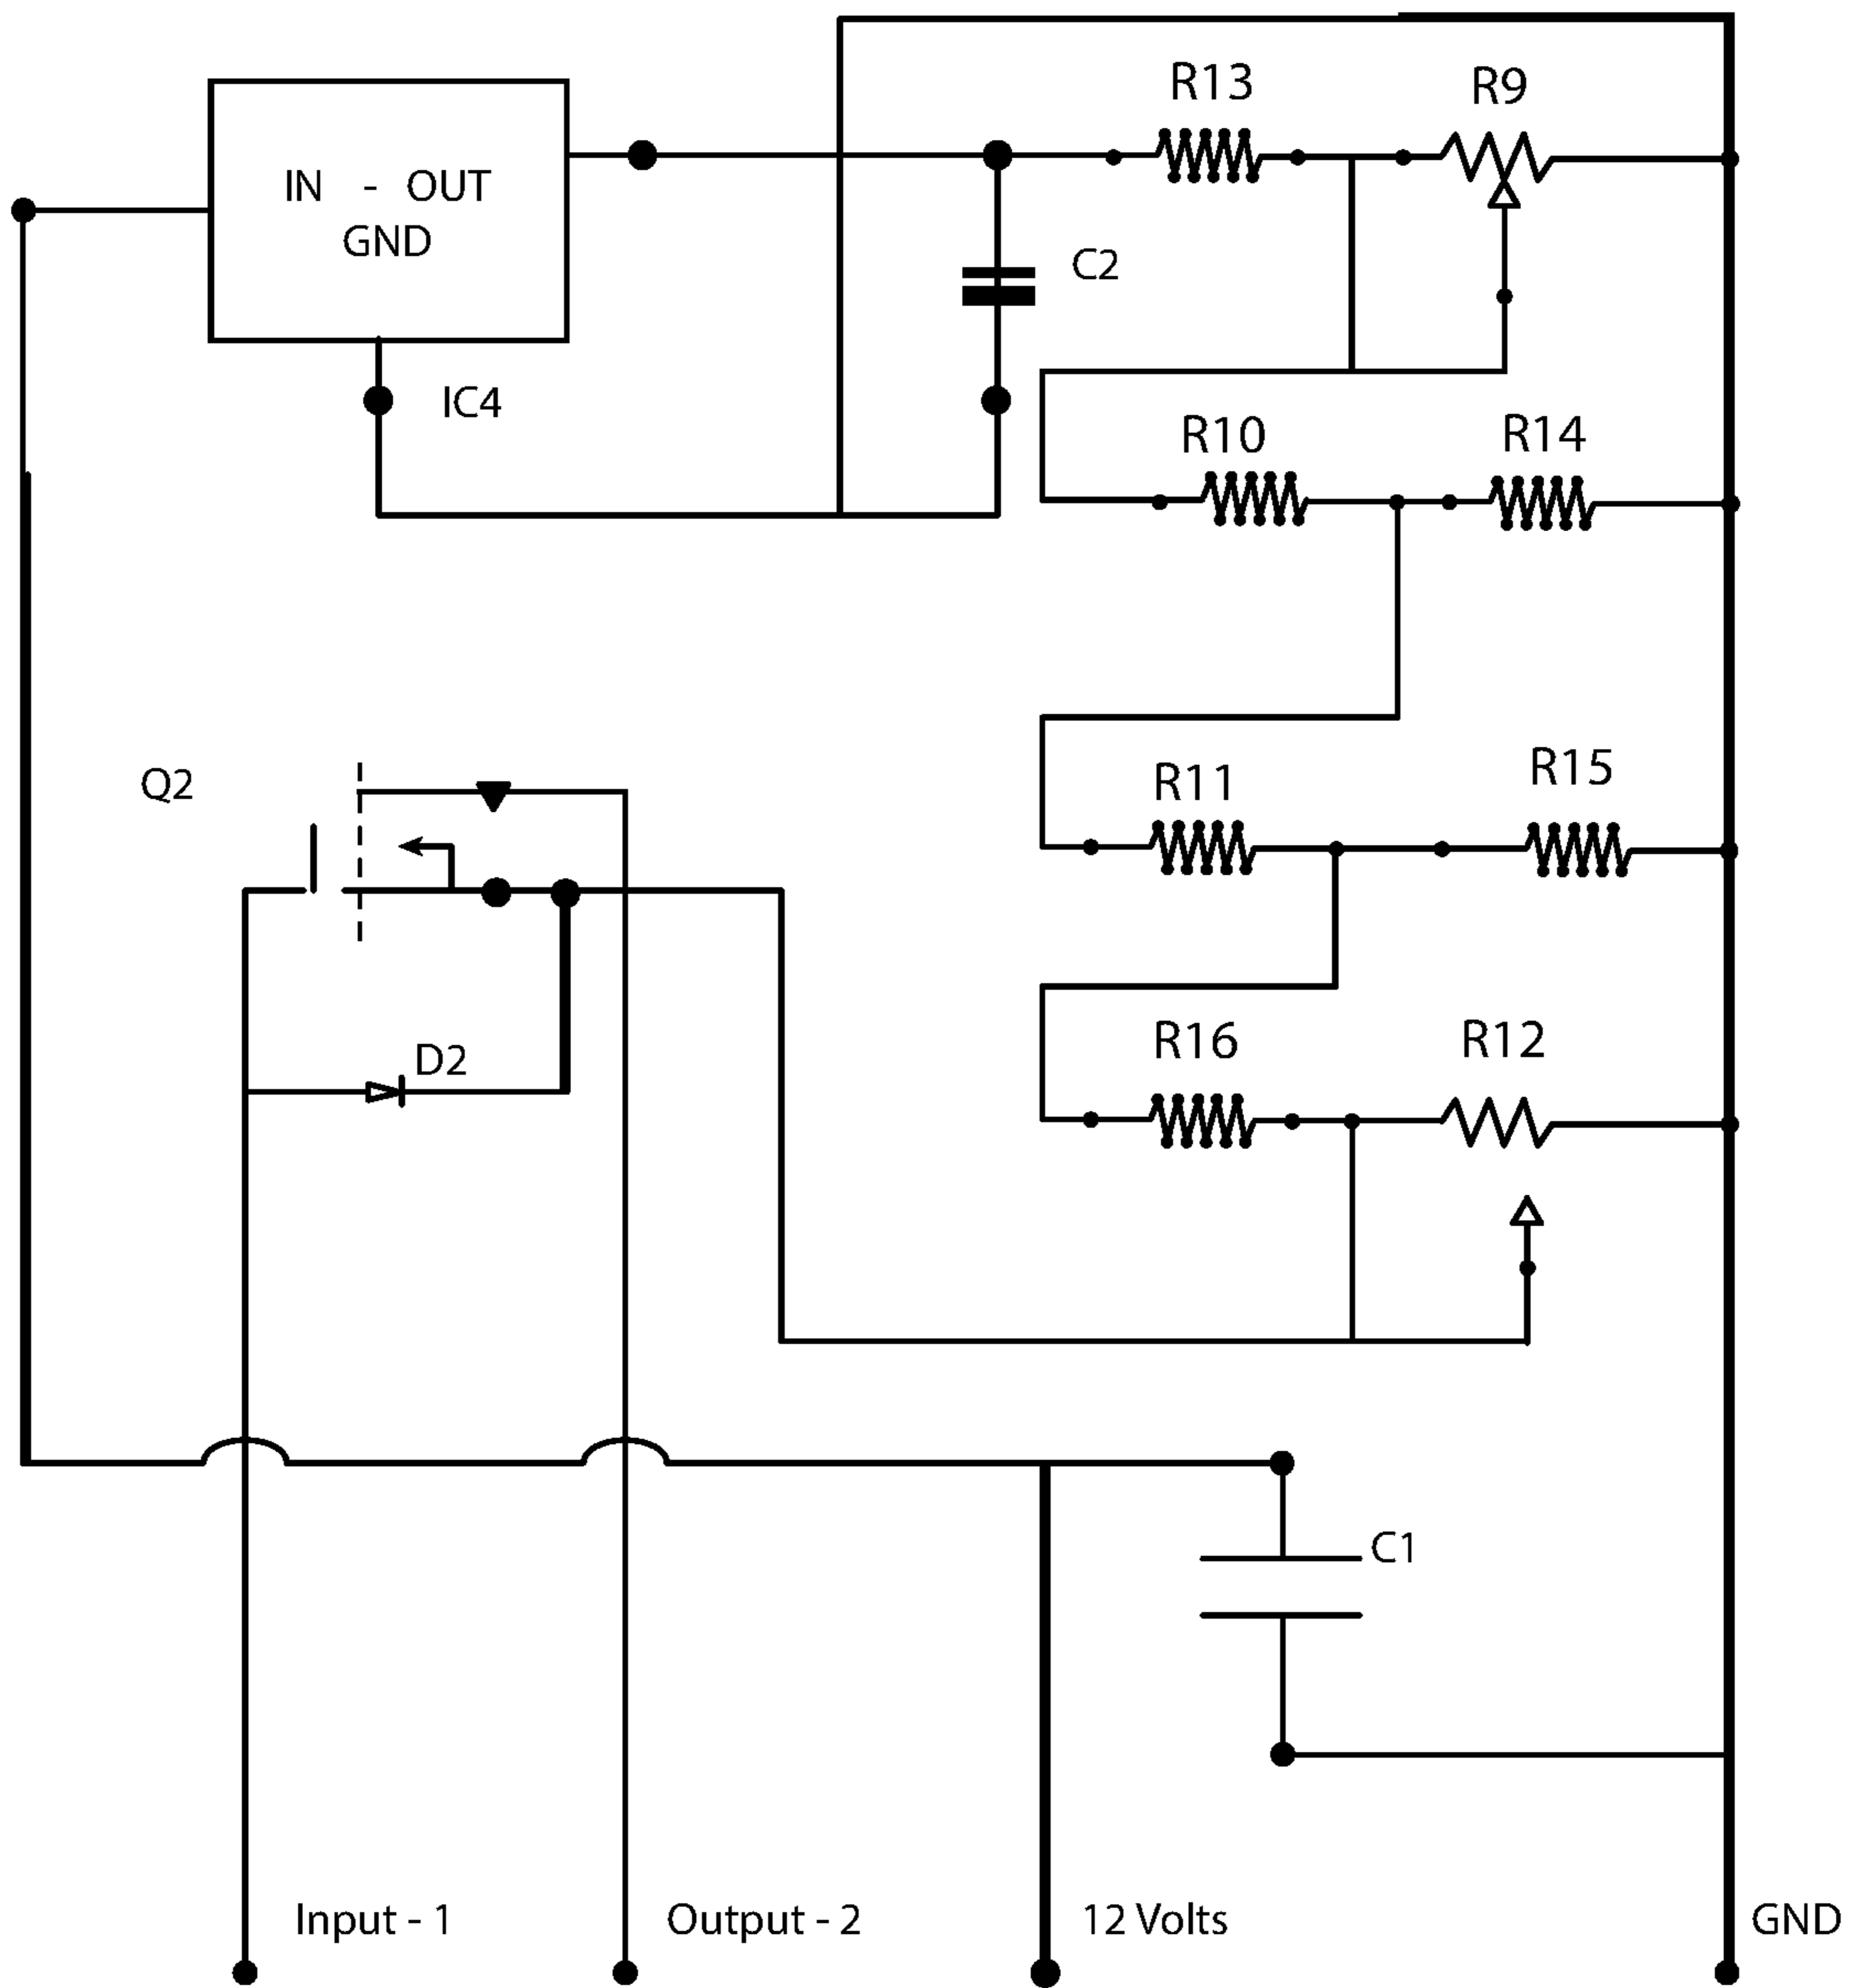 R13
R9
IN - OUT
GND
C2
IC4
R10
R14
Q2
R11
R15
D2
R16
R12
C1
Input - 1
Output - 2
12 Volts
GND